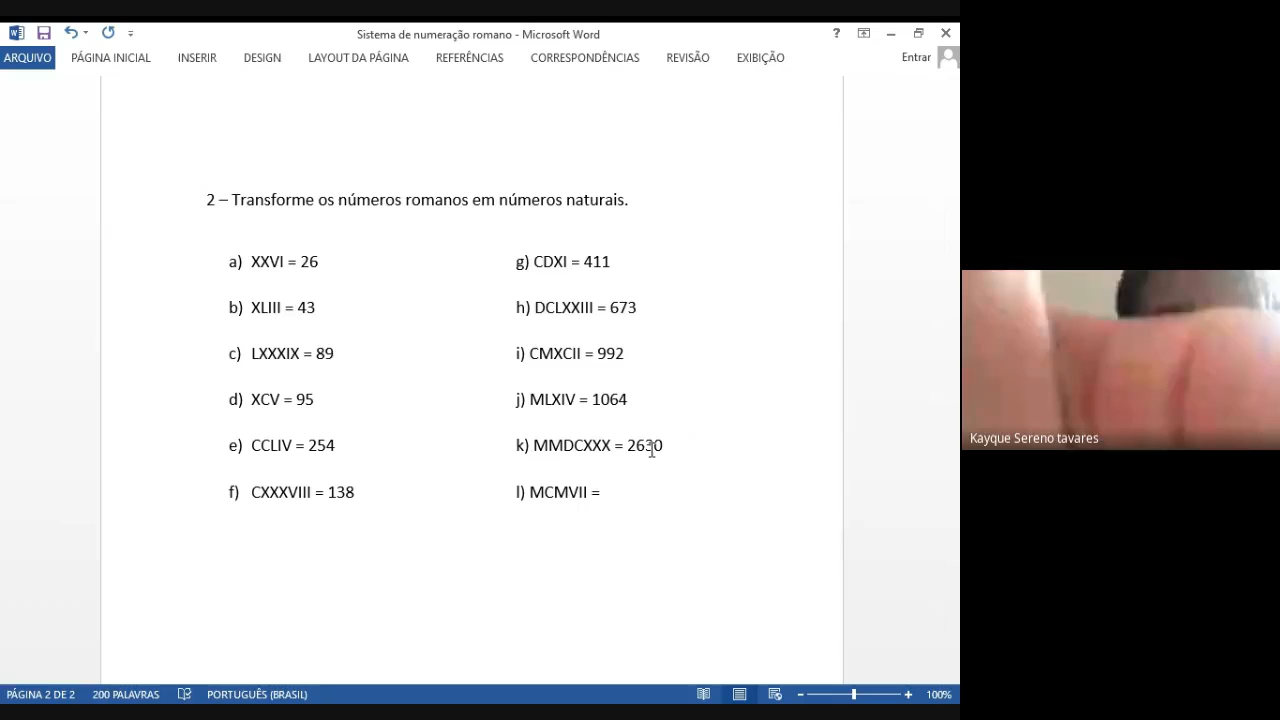 Sistema de numeração romano - Microsoft Word
?
ARQUIVO PÁGINA INICIAL INSERIR DESIGN LAYOUT DA PÁGINA REFERÊNCIAS CORRESPONDÊNCIAS REVISÃO EXIBIÇÃO Entrar
2 – Transforme os números romanos em números naturais.
a) XXVI = 26
b) XLIII = 43
c) LXXXIX = 89
d) XCV = 95
e) CCLIV = 254
f) CXXXVIII = 138
g) CDXI = 411
h) DCLXXIII = 673
i) CMXCII = 992
j) MLXIV = 1064
k) MMDCXXX = 2630
l) MCMVII =
Kayque Sereno tavares
PÁGINA 2 DE 2 200 PALAVRAS PORTUGUÊS (BRASIL) 100%